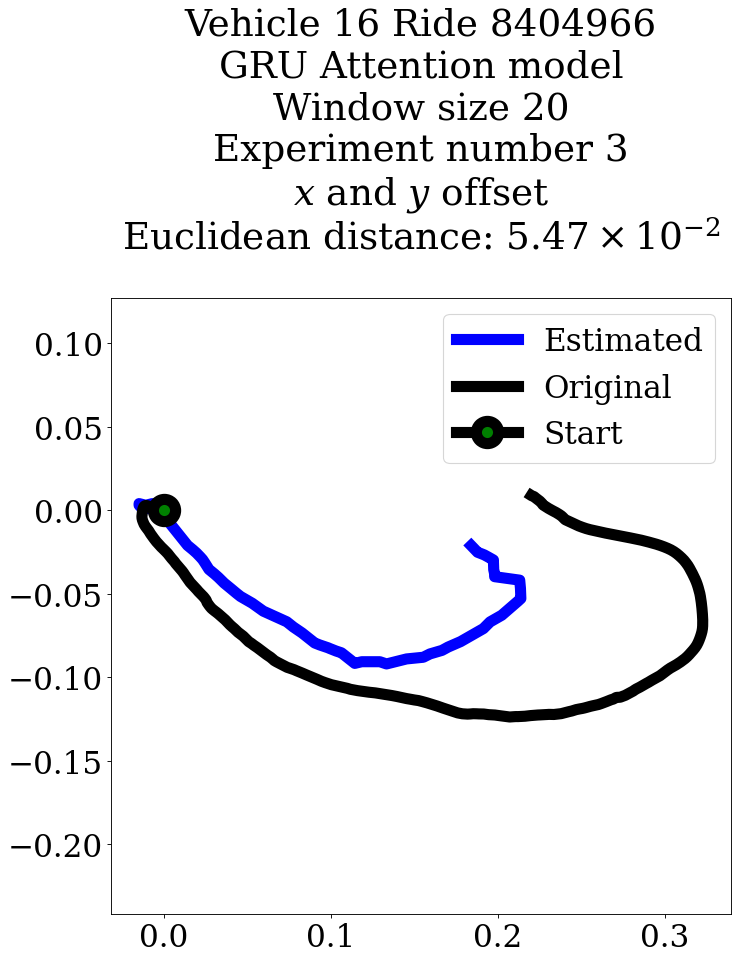 Vehicle 16 Ride 8404966
GRU Attention model
Window size 20
Experiment number 3
x and y offset
Euclidean distance: 5.47 × 10⁻²
Estimated
Original
Start
0.10
0.05
0.00
−0.05
−0.10
−0.15
−0.20
0.0 0.1 0.2 0.3